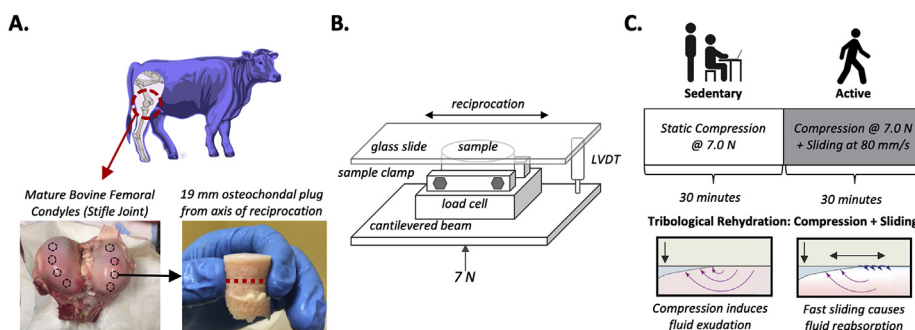 A.
Mature Bovine Femoral
Condyles (Stifle Joint)
19 mm osteochondal plug
from axis of reciprocation
B.
reciprocation
glass slide
sample
sample clamp
LVDT
load cell
cantilevered beam
7 N
C.
Sedentary
Active
Static Compression
@ 7.0 N
Compression @ 7.0 N
+ Sliding at 80 mm/s
30 minutes
30 minutes
Tribological Rehydration: Compression + Sliding
Compression induces
fluid exudation
Fast sliding causes
fluid reabsorption